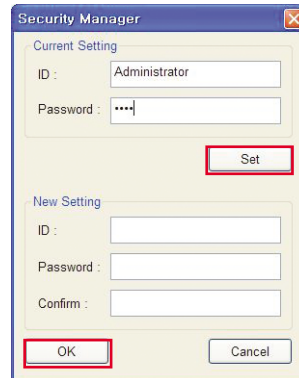 Security Manager
Current Setting
ID : Administrator
Password : ••••
Set
New Setting
ID :
Password :
Confirm :
OK Cancel